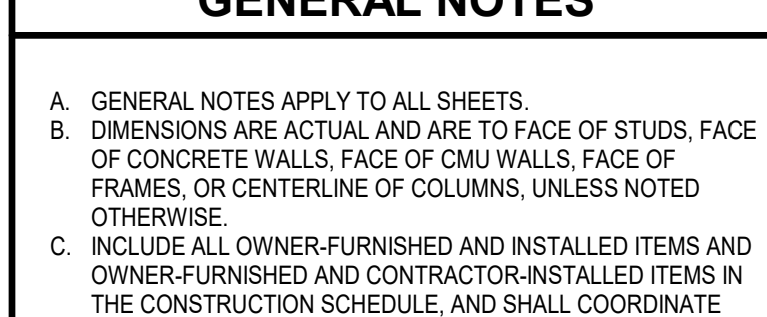 GENERAL NOTES
A. GENERAL NOTES APPLY TO ALL SHEETS.
B. DIMENSIONS ARE ACTUAL AND ARE TO FACE OF STUDS, FACE
OF CONCRETE WALLS, FACE OF CMU WALLS, FACE OF
FRAMES, OR CENTERLINE OF COLUMNS, UNLESS NOTED
OTHERWISE.
C. INCLUDE ALL OWNER-FURNISHED AND INSTALLED ITEMS AND
OWNER-FURNISHED AND CONTRACTOR-INSTALLED ITEMS IN
THE CONSTRUCTION SCHEDULE, AND SHALL COORDINATE